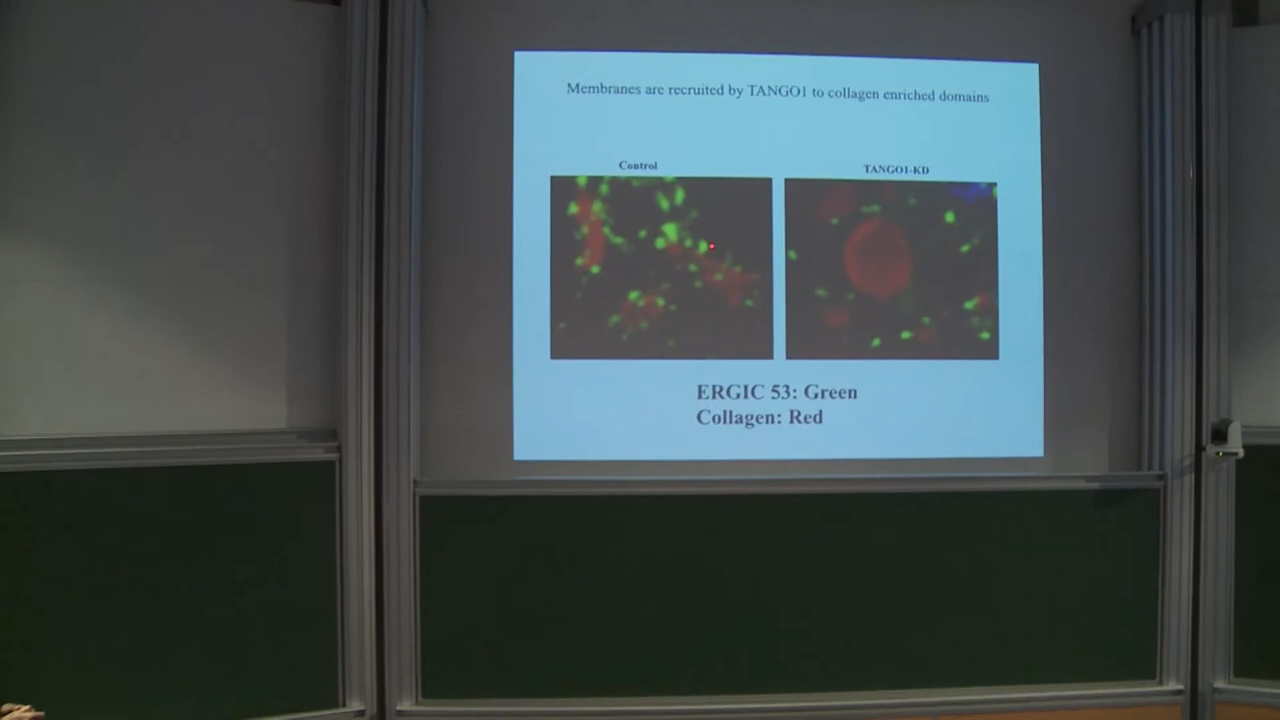 Membranes are recruited by TANGO1 to collagen enriched domains
Control
TANGO1-KD
ERGIC 53: Green
Collagen: Red